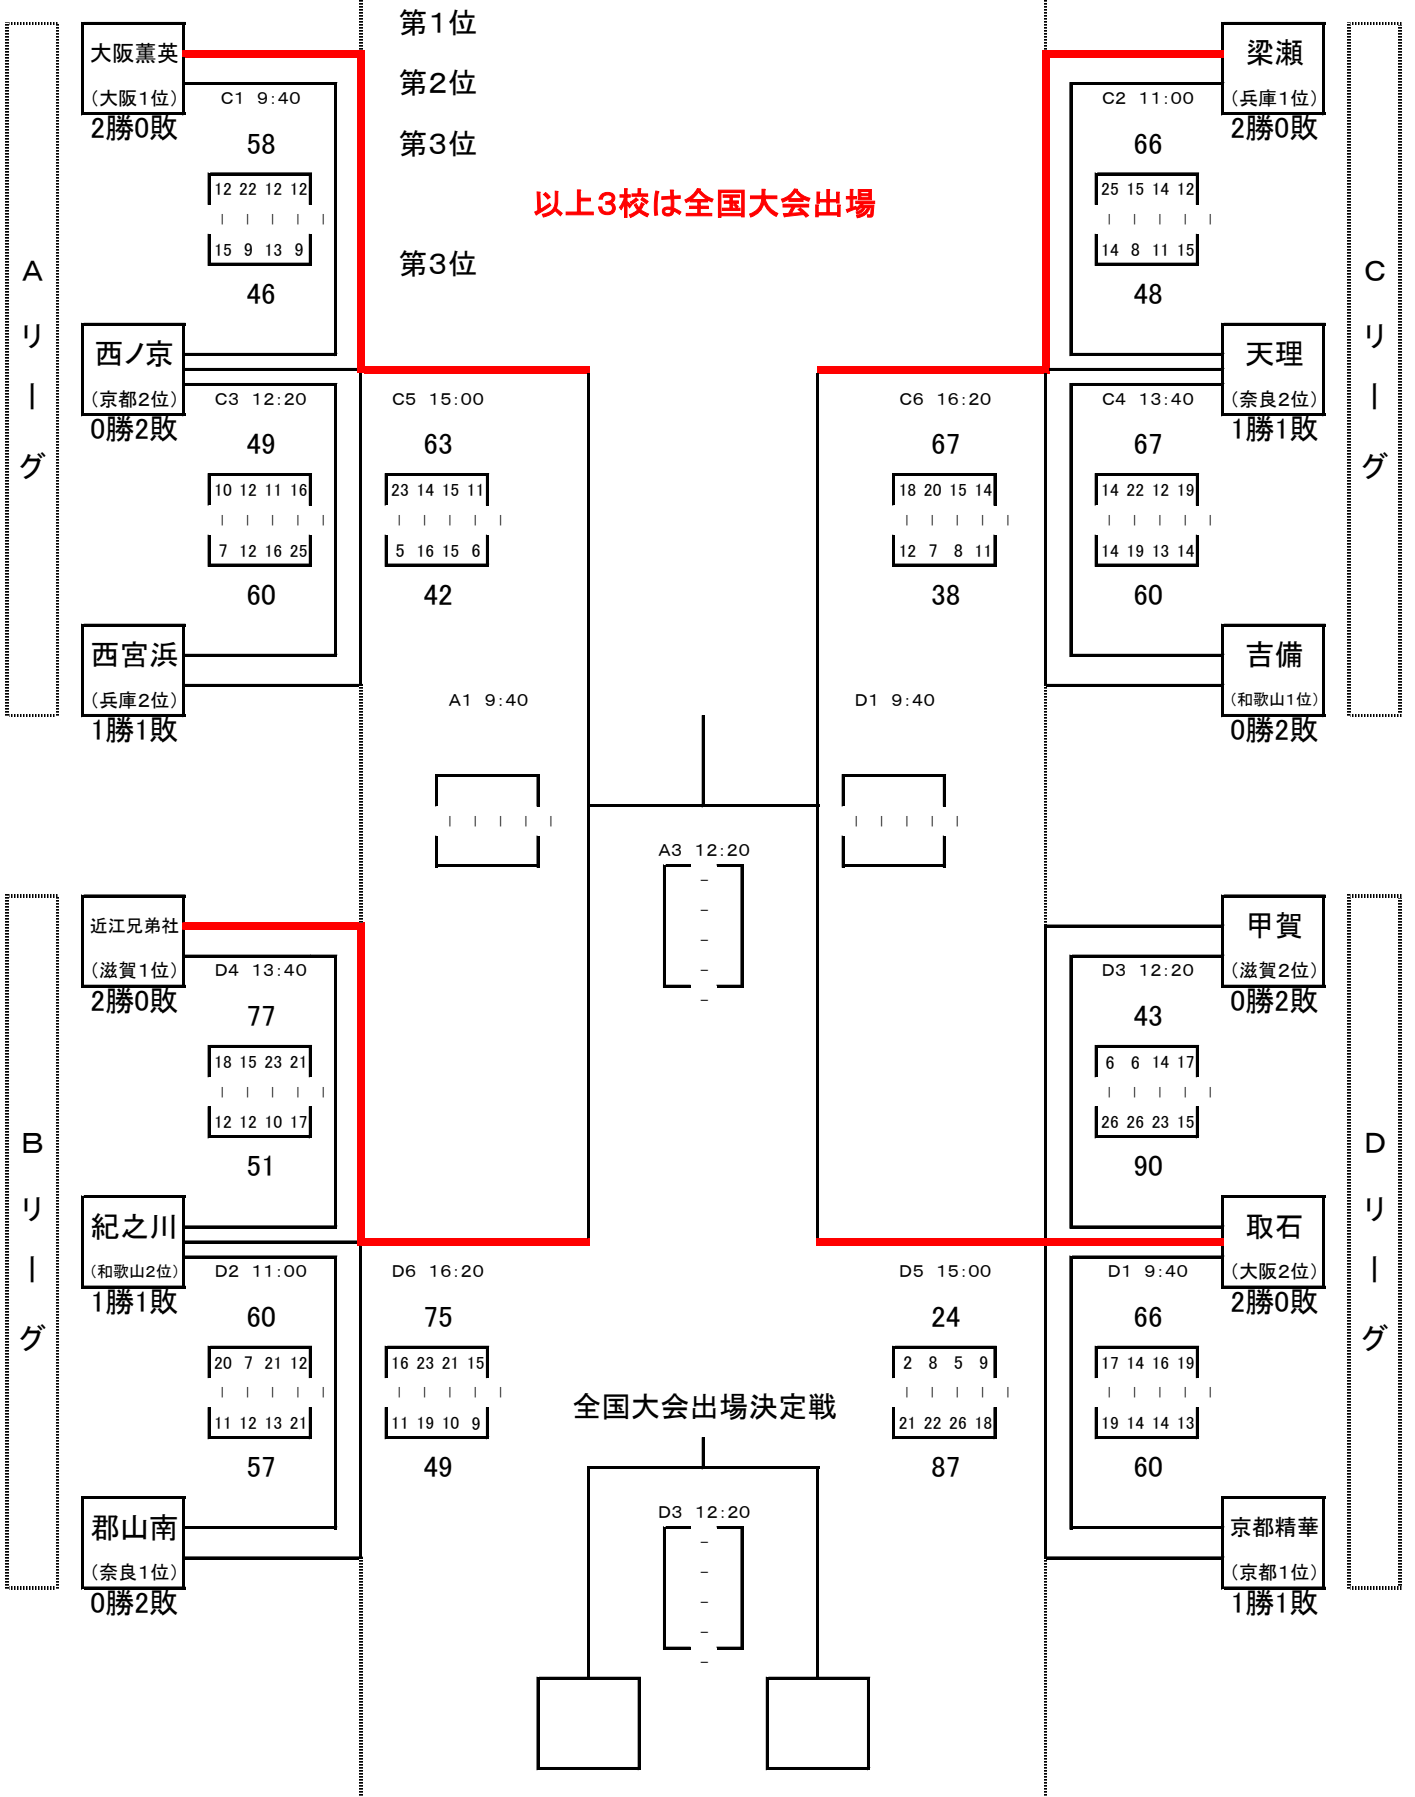 第1位
第2位
第3位
以上3校は全国大会出場
第3位
Aリーグ
大阪薫英
(大阪1位)
2勝0敗
C1 9:40
58
12 22 12 12
15 9 13 9
46
西ノ京
(京都2位)
0勝2敗
C3 12:20
49
10 12 11 16
7 12 16 25
60
C5 15:00
63
23 14 15 11
5 16 15 6
42
西宮浜
(兵庫2位)
1勝1敗
A1 9:40
Bリーグ
近江兄弟社
(滋賀1位)
2勝0敗
D4 13:40
77
18 15 23 21
12 12 10 17
51
紀之川
(和歌山2位)
1勝1敗
D2 11:00
60
20 7 21 12
11 12 13 21
57
D6 16:20
75
16 23 21 15
11 19 10 9
49
郡山南
(奈良1位)
0勝2敗
A3 12:20
全国大会出場決定戦
D3 12:20
Cリーグ
梁瀬
(兵庫1位)
2勝0敗
C2 11:00
66
25 15 14 12
14 8 11 15
48
天理
(奈良2位)
1勝1敗
C6 16:20
67
18 20 15 14
12 7 8 11
38
C4 13:40
67
14 22 12 19
14 19 13 14
60
吉備
(和歌山1位)
0勝2敗
D1 9:40
Dリーグ
甲賀
(滋賀2位)
0勝2敗
D3 12:20
43
6 6 14 17
26 26 23 15
90
取石
(大阪2位)
2勝0敗
D5 15:00
24
2 8 5 9
21 22 26 18
87
D1 9:40
66
17 14 16 19
19 14 14 13
60
京都精華
(京都1位)
1勝1敗